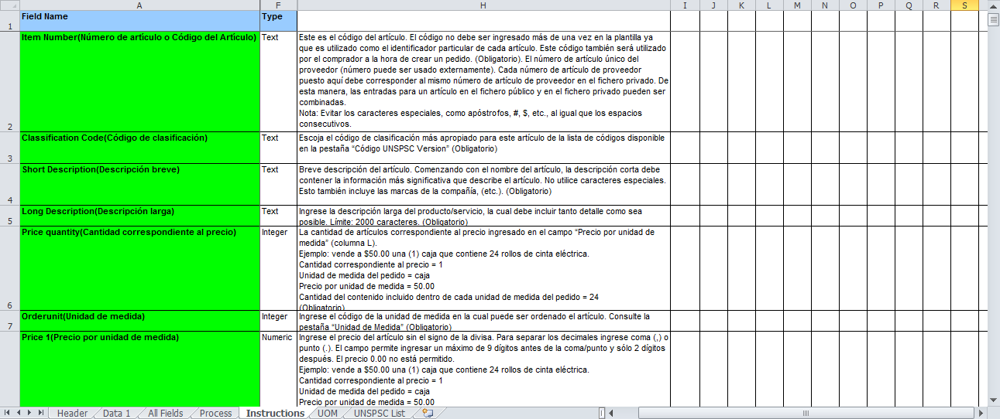 A F H I J K L M N O P Q R S
1 Field Name Type
2 Item Number(Número de artículo o Código del Artículo) Text Este es el código del artículo. El código no debe ser ingresado más de una vez en la plantilla ya
que es utilizado como el identificador particular de cada artículo. Este código también será utilizado
por el comprador a la hora de crear un pedido. (Obligatorio). El número de artículo único del
proveedor (número puede ser usado externamente). Cada número de artículo de proveedor
puesto aquí debe corresponder al mismo número de artículo de proveedor en el fichero privado. De
esta manera, las entradas para un artículo en el fichero público y en el fichero privado pueden ser
combinadas.
Nota: Evitar los caracteres especiales, como apóstrofos, #, $, etc., al igual que los espacios
consecutivos.
3 Classification Code(Código de clasificación) Text Escoja el código de clasificación más apropiado para este artículo de la lista de códigos disponible
en la pestaña “Código UNSPSC Version” (Obligatorio)
4 Short Description(Descripción breve) Text Breve descripción del artículo. Comenzando con el nombre del artículo, la descripción corta debe
contener la información más significativa que describe el artículo. No utilice caracteres especiales.
Esto también incluye las marcas de la compañía, (etc.). (Obligatorio)
5 Long Description(Descripción larga) Text Ingrese la descripción larga del producto/servicio, la cual debe incluir tanto detalle como sea
posible. Límite: 2000 caracteres. (Obligatorio)
6 Price quantity(Cantidad correspondiente al precio) Integer La cantidad de artículos correspondiente al precio ingresado en el campo “Precio por unidad de
medida” (columna L).
Ejemplo: vende a $50.00 una (1) caja que contiene 24 rollos de cinta eléctrica.
Cantidad correspondiente al precio = 1
Unidad de medida del pedido = caja
Precio por unidad de medida = 50.00
Cantidad del contenido incluido dentro de cada unidad de medida del pedido = 24
(Obligatorio)
7 Orderunit(Unidad de medida) Integer Ingrese el código de la unidad de medida en la cual puede ser ordenado el artículo. Consulte la
pestaña “Unidad de Medida” (Obligatorio)
Price 1(Precio por unidad de medida) Numeric Ingrese el precio del artículo sin el signo de la divisa. Para separar los decimales ingrese coma (,) o
punto (.). El campo permite ingresar un máximo de 9 dígitos antes de la coma/punto y sólo 2 dígitos
después. El precio 0.00 no está permitido.
Ejemplo: vende a $50.00 una (1) caja que contiene 24 rollos de cinta eléctrica.
Cantidad correspondiente al precio = 1
Unidad de medida del pedido = caja
Precio por unidad de medida = 50.00
Header Data 1 All Fields Process Instructions UOM UNSPSC List